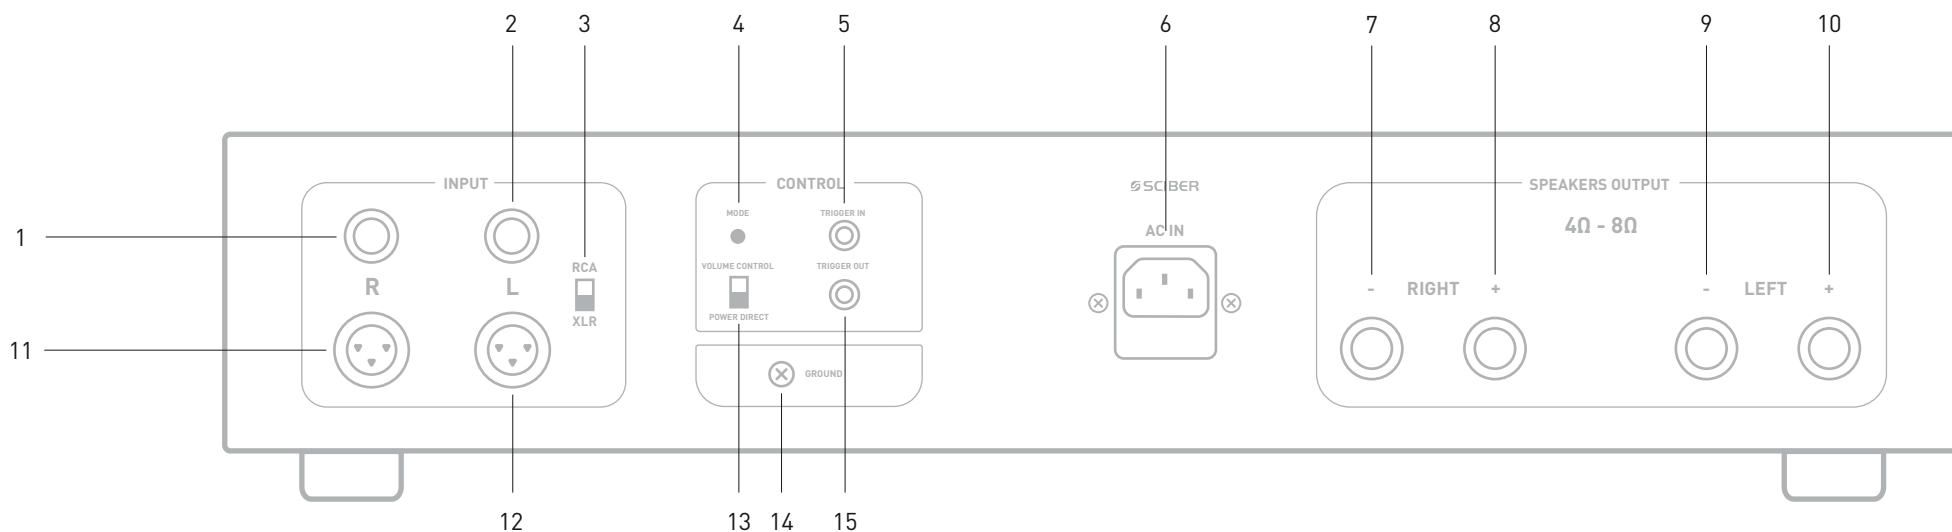 2 3 4 5 6 7 8 9 10
INPUT CONTROL SCIBER SPEAKERS OUTPUT
MODE TRIGGER IN
4Ω - 8Ω
1
AC IN
RCA VOLUME CONTROL TRIGGER OUT
R L - RIGHT + - LEFT +
XLR POWER DIRECT
11
GROUND
12 13 14 15